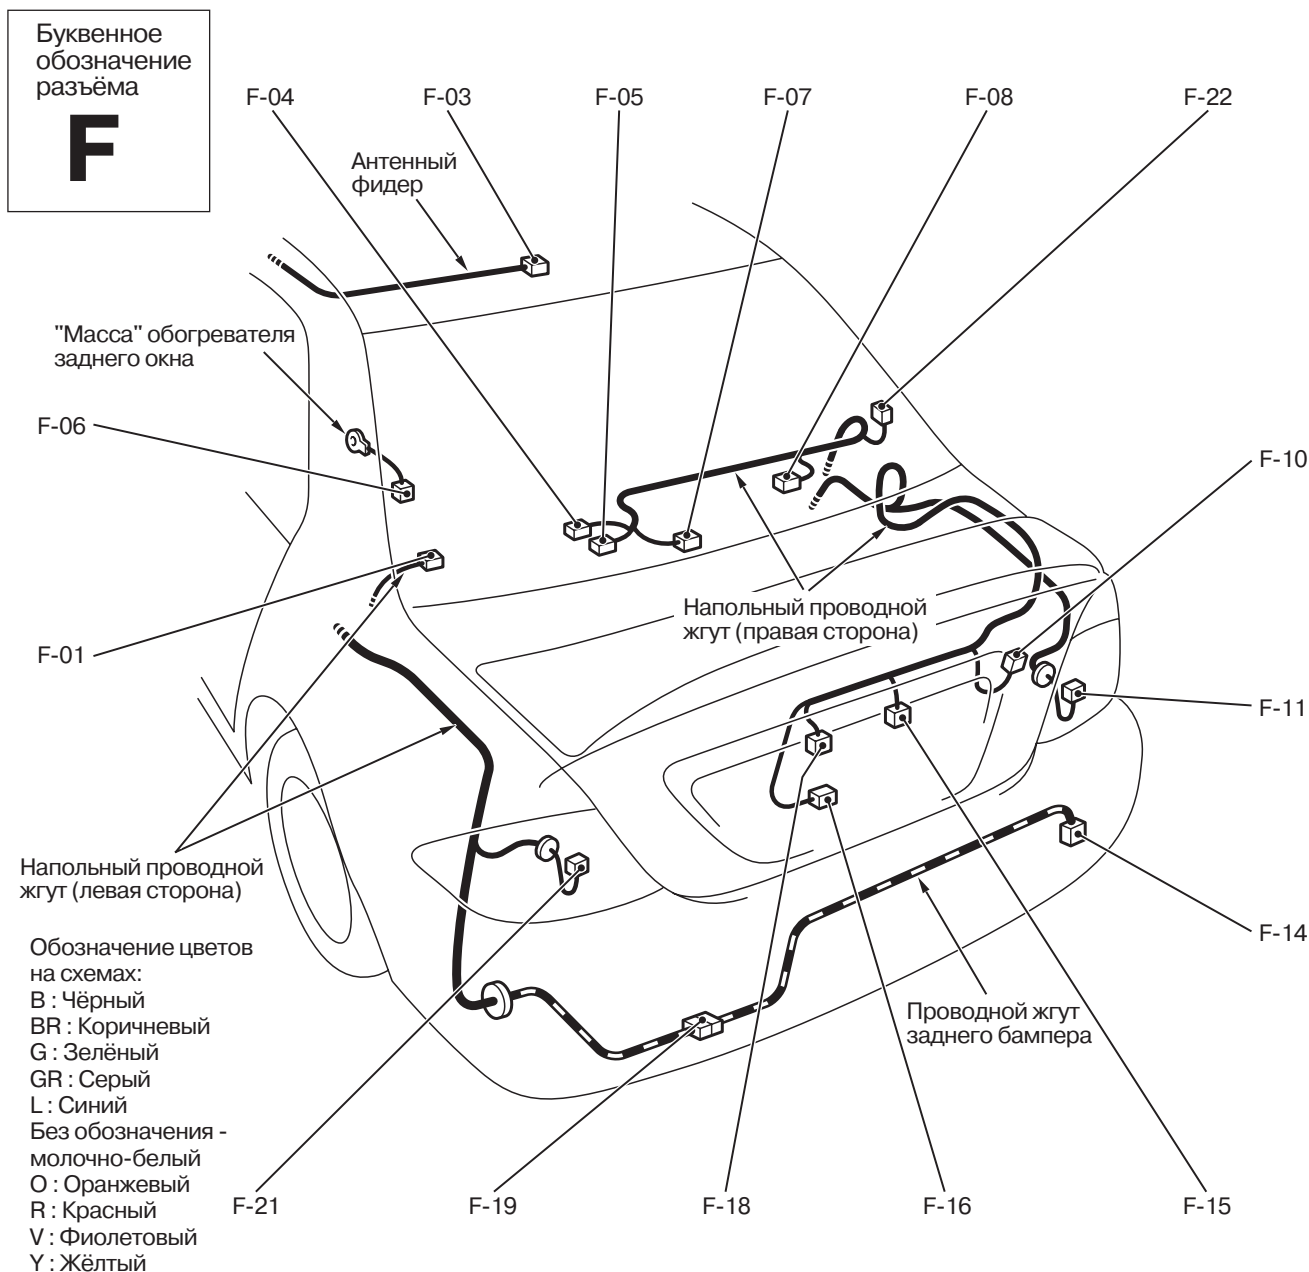 Буквенное
обозначение
разъёма
F
F-04
F-03
F-05
F-07
F-08
F-22
Антенный
фидер
"Масса" обогревателя
заднего окна
F-06
F-10
Напольный проводной
жгут (правая сторона)
F-01
F-11
Напольный проводной
жгут (левая сторона)
F-14
Проводной жгут
заднего бампера
Обозначение цветов
на схемах:
B : Чёрный
BR : Коричневый
G : Зелёный
GR : Серый
L : Синий
Без обозначения -
молочно-белый
O : Оранжевый
R : Красный
V : Фиолетовый
Y : Жёлтый
F-21
F-19
F-18
F-16
F-15